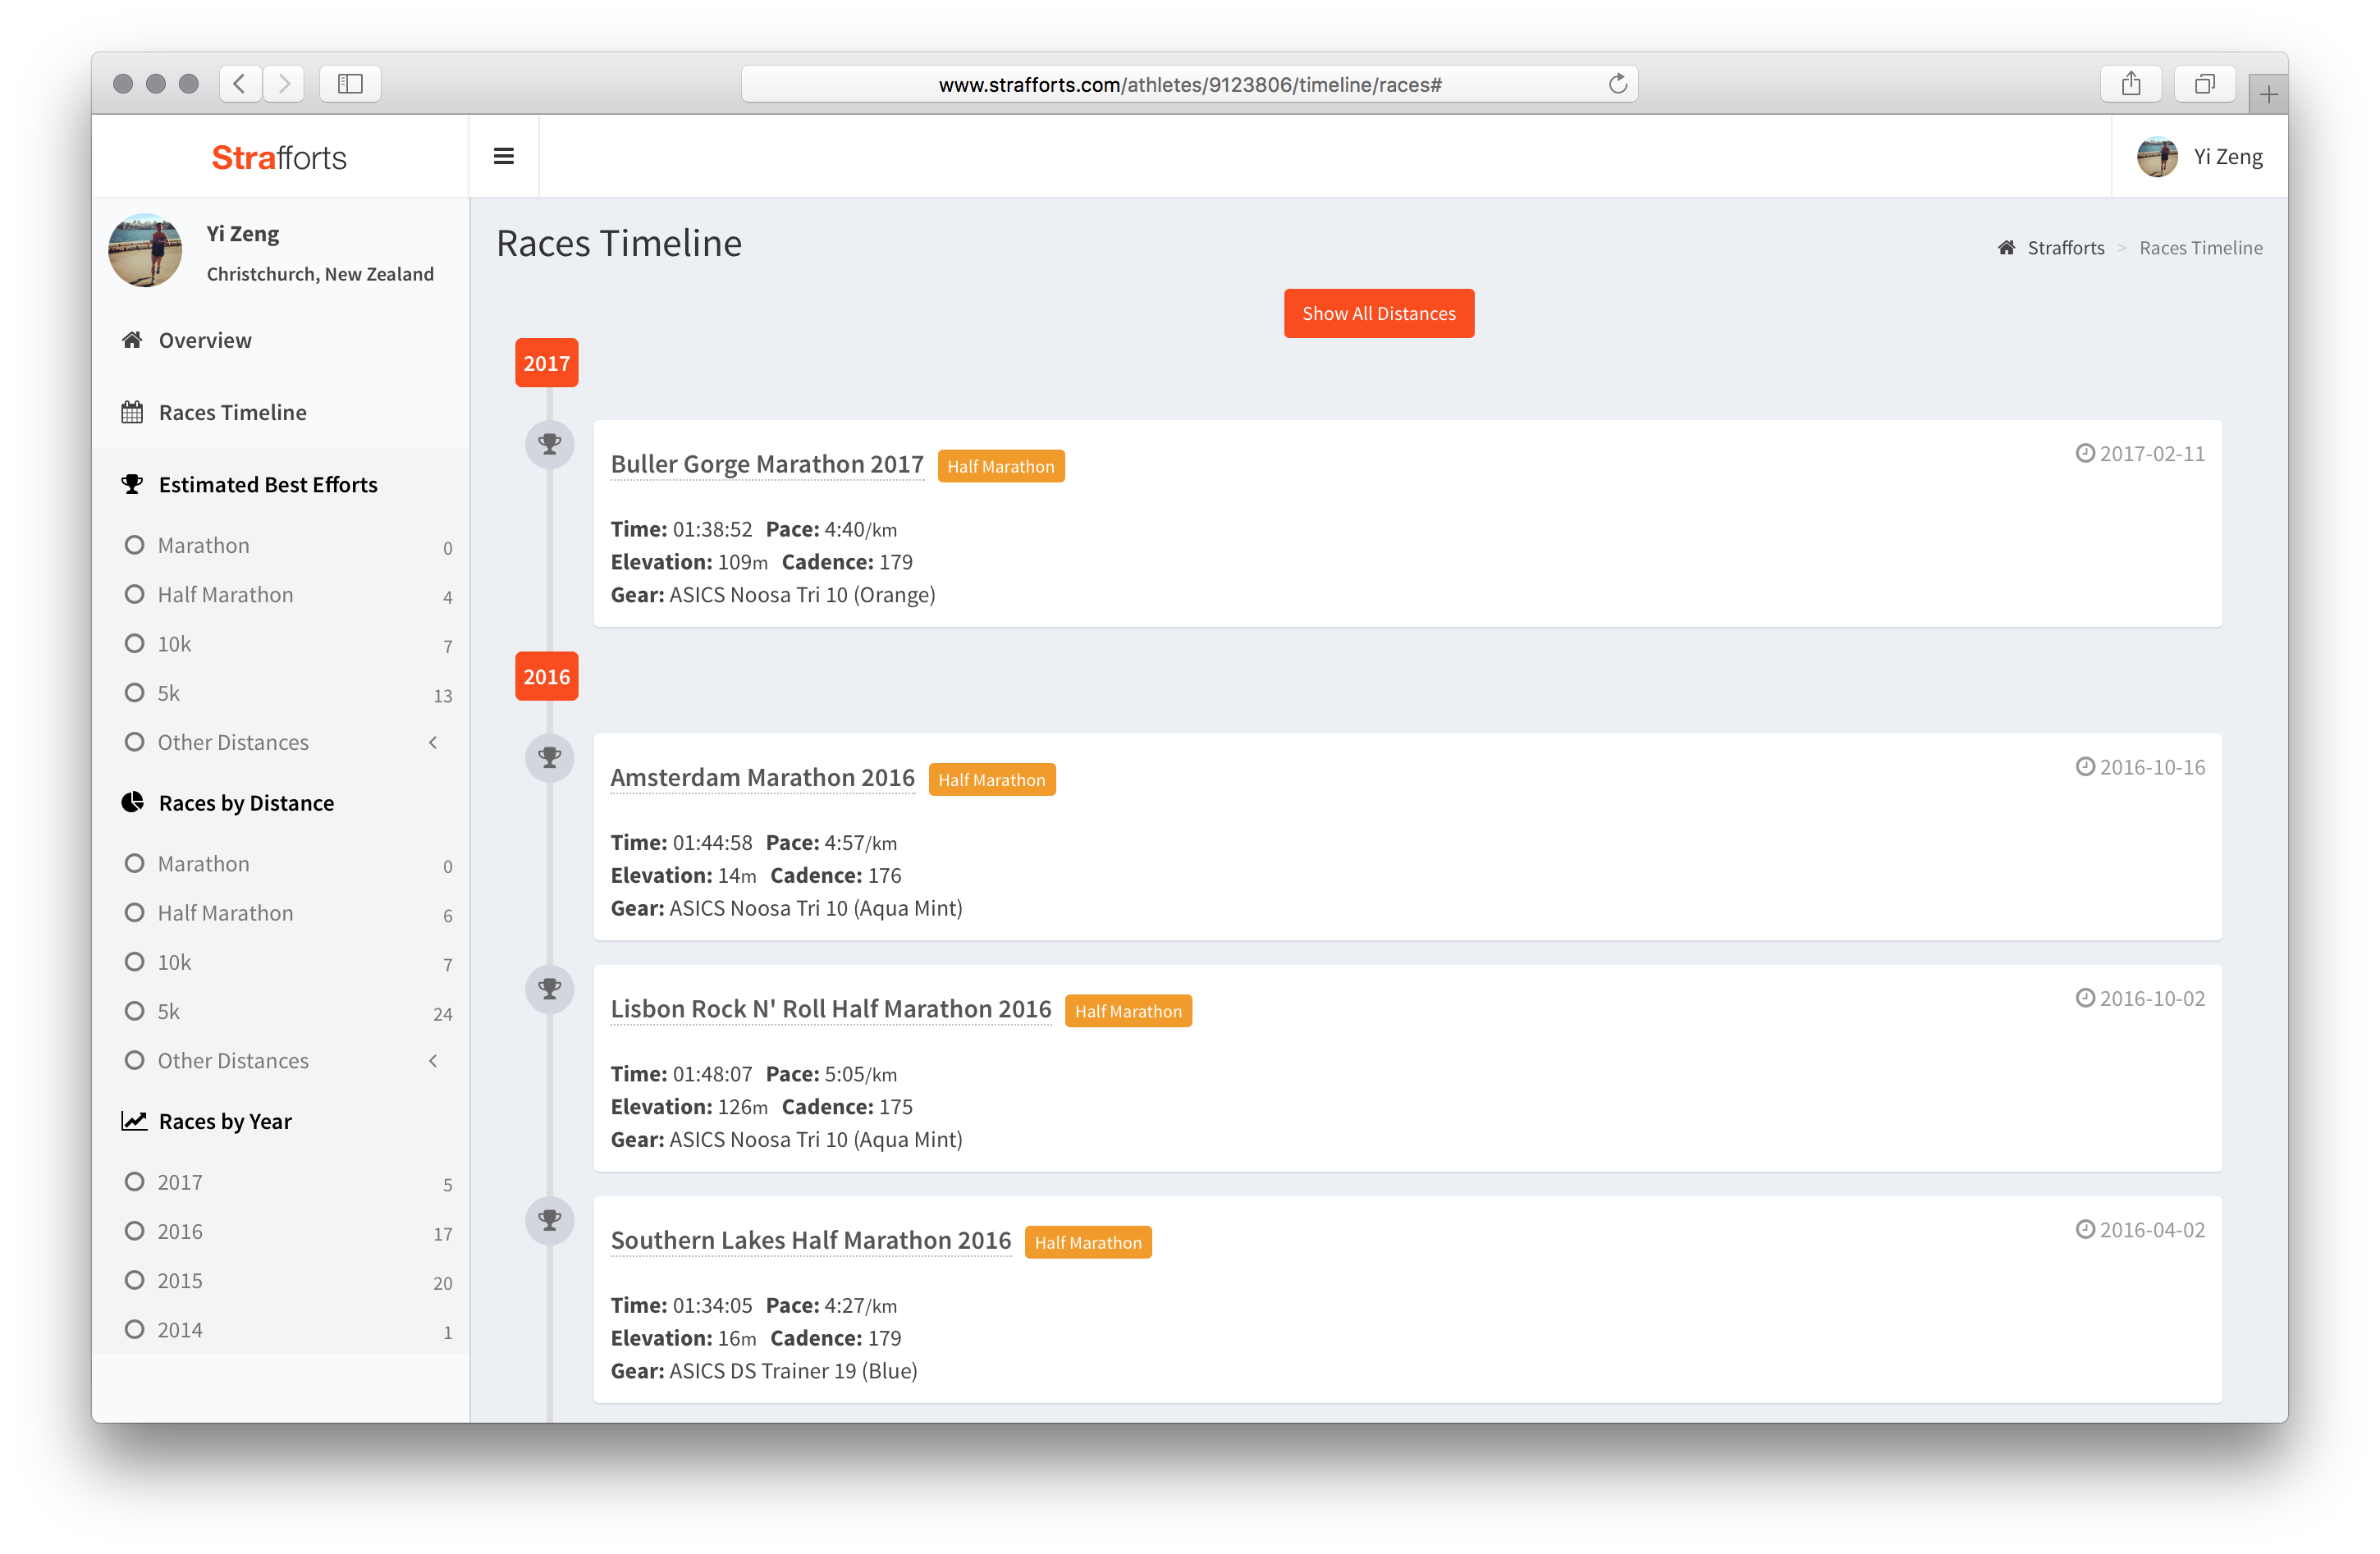 www.strafforts.com/athletes/9123806/timeline/races#
Strafforts
Yi Zeng
Yi Zeng
Christchurch, New Zealand
Overview
Races Timeline
Estimated Best Efforts
Marathon 0
Half Marathon 4
10k 7
5k 13
Other Distances
Races by Distance
Marathon 0
Half Marathon 6
10k 7
5k 24
Other Distances
Races by Year
2017 5
2016 17
2015 20
2014 1
Races Timeline
Strafforts > Races Timeline
Show All Distances
2017
Buller Gorge Marathon 2017 Half Marathon 2017-02-11
Time: 01:38:52 Pace: 4:40/km
Elevation: 109m Cadence: 179
Gear: ASICS Noosa Tri 10 (Orange)
2016
Amsterdam Marathon 2016 Half Marathon 2016-10-16
Time: 01:44:58 Pace: 4:57/km
Elevation: 14m Cadence: 176
Gear: ASICS Noosa Tri 10 (Aqua Mint)
Lisbon Rock N' Roll Half Marathon 2016 Half Marathon 2016-10-02
Time: 01:48:07 Pace: 5:05/km
Elevation: 126m Cadence: 175
Gear: ASICS Noosa Tri 10 (Aqua Mint)
Southern Lakes Half Marathon 2016 Half Marathon 2016-04-02
Time: 01:34:05 Pace: 4:27/km
Elevation: 16m Cadence: 179
Gear: ASICS DS Trainer 19 (Blue)